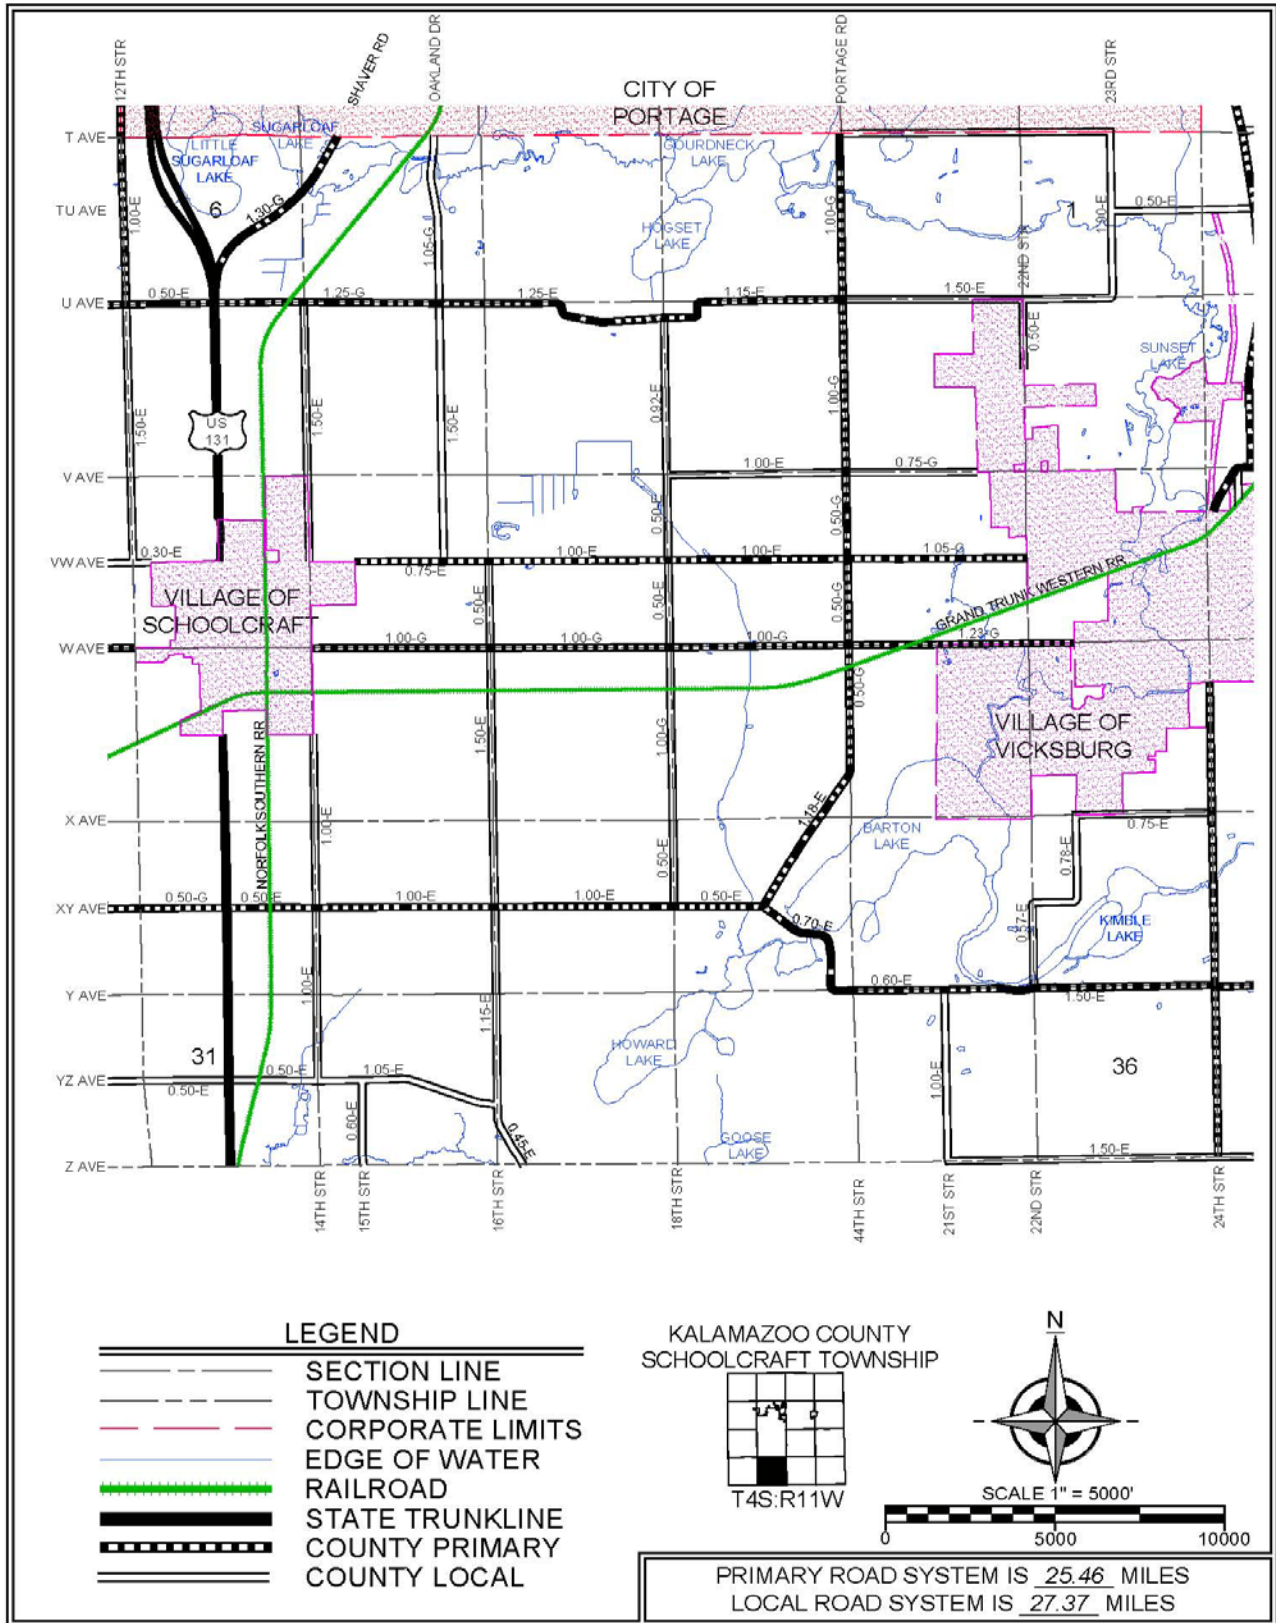 12TH STR
SHAVER RD
OAKLAND DR
PORTAGE RD
23RD STR
CITY OF
PORTAGE
T AVE
SUGARLOAF
LAKE
LITTLE
SUGARLOAF
LAKE
GOURDNECK
LAKE
6
1
1.00-E
1.30-G
1.05-G
1.00-G
1.00-E
0.50-E
TU AVE
HOGSET
LAKE
22ND STR
U AVE
0.50-E
1.25-G
1.25-E
1.15-E
1.50-E
0.50-E
SUNSET
LAKE
US
131
1.50-E
1.50-E
1.50-E
0.92-E
1.00-G
V AVE
1.00-E
0.75-G
0.50-E
0.50-G
VW AVE
0.30-E
0.75-E
1.00-E
1.00-E
1.05-G
VILLAGE OF
SCHOOLCRAFT
0.50-E
0.50-E
0.50-G
GRAND TRUNK WESTERN RR
W AVE
1.00-G
1.00-G
1.00-G
1.23-G
0.50-G
1.50-E
1.00-G
VILLAGE OF
VICKSBURG
NORFOLK SOUTHERN RR
X AVE
1.00-E
0.50-E
1.18-E
BARTON
LAKE
0.75-E
0.78-E
XY AVE
0.50-G
0.50-E
1.00-E
1.00-E
0.50-E
0.70-E
0.57-E
KIMBLE
LAKE
Y AVE
1.00-E
1.15-E
0.60-E
1.50-E
31
HOWARD
LAKE
36
YZ AVE
0.50-E
0.50-E
1.05-E
0.60-E
0.45-E
1.00-E
GOOSE
LAKE
1.50-E
Z AVE
14TH STR
15TH STR
16TH STR
18TH STR
44TH STR
21ST STR
22ND STR
24TH STR
LEGEND
SECTION LINE
TOWNSHIP LINE
CORPORATE LIMITS
EDGE OF WATER
RAILROAD
STATE TRUNKLINE
COUNTY PRIMARY
COUNTY LOCAL
KALAMAZOO COUNTY
SCHOOLCRAFT TOWNSHIP
T4S:R11W
N
SCALE 1" = 5000'
0 5000 10000
PRIMARY ROAD SYSTEM IS 25.46 MILES
LOCAL ROAD SYSTEM IS 27.37 MILES